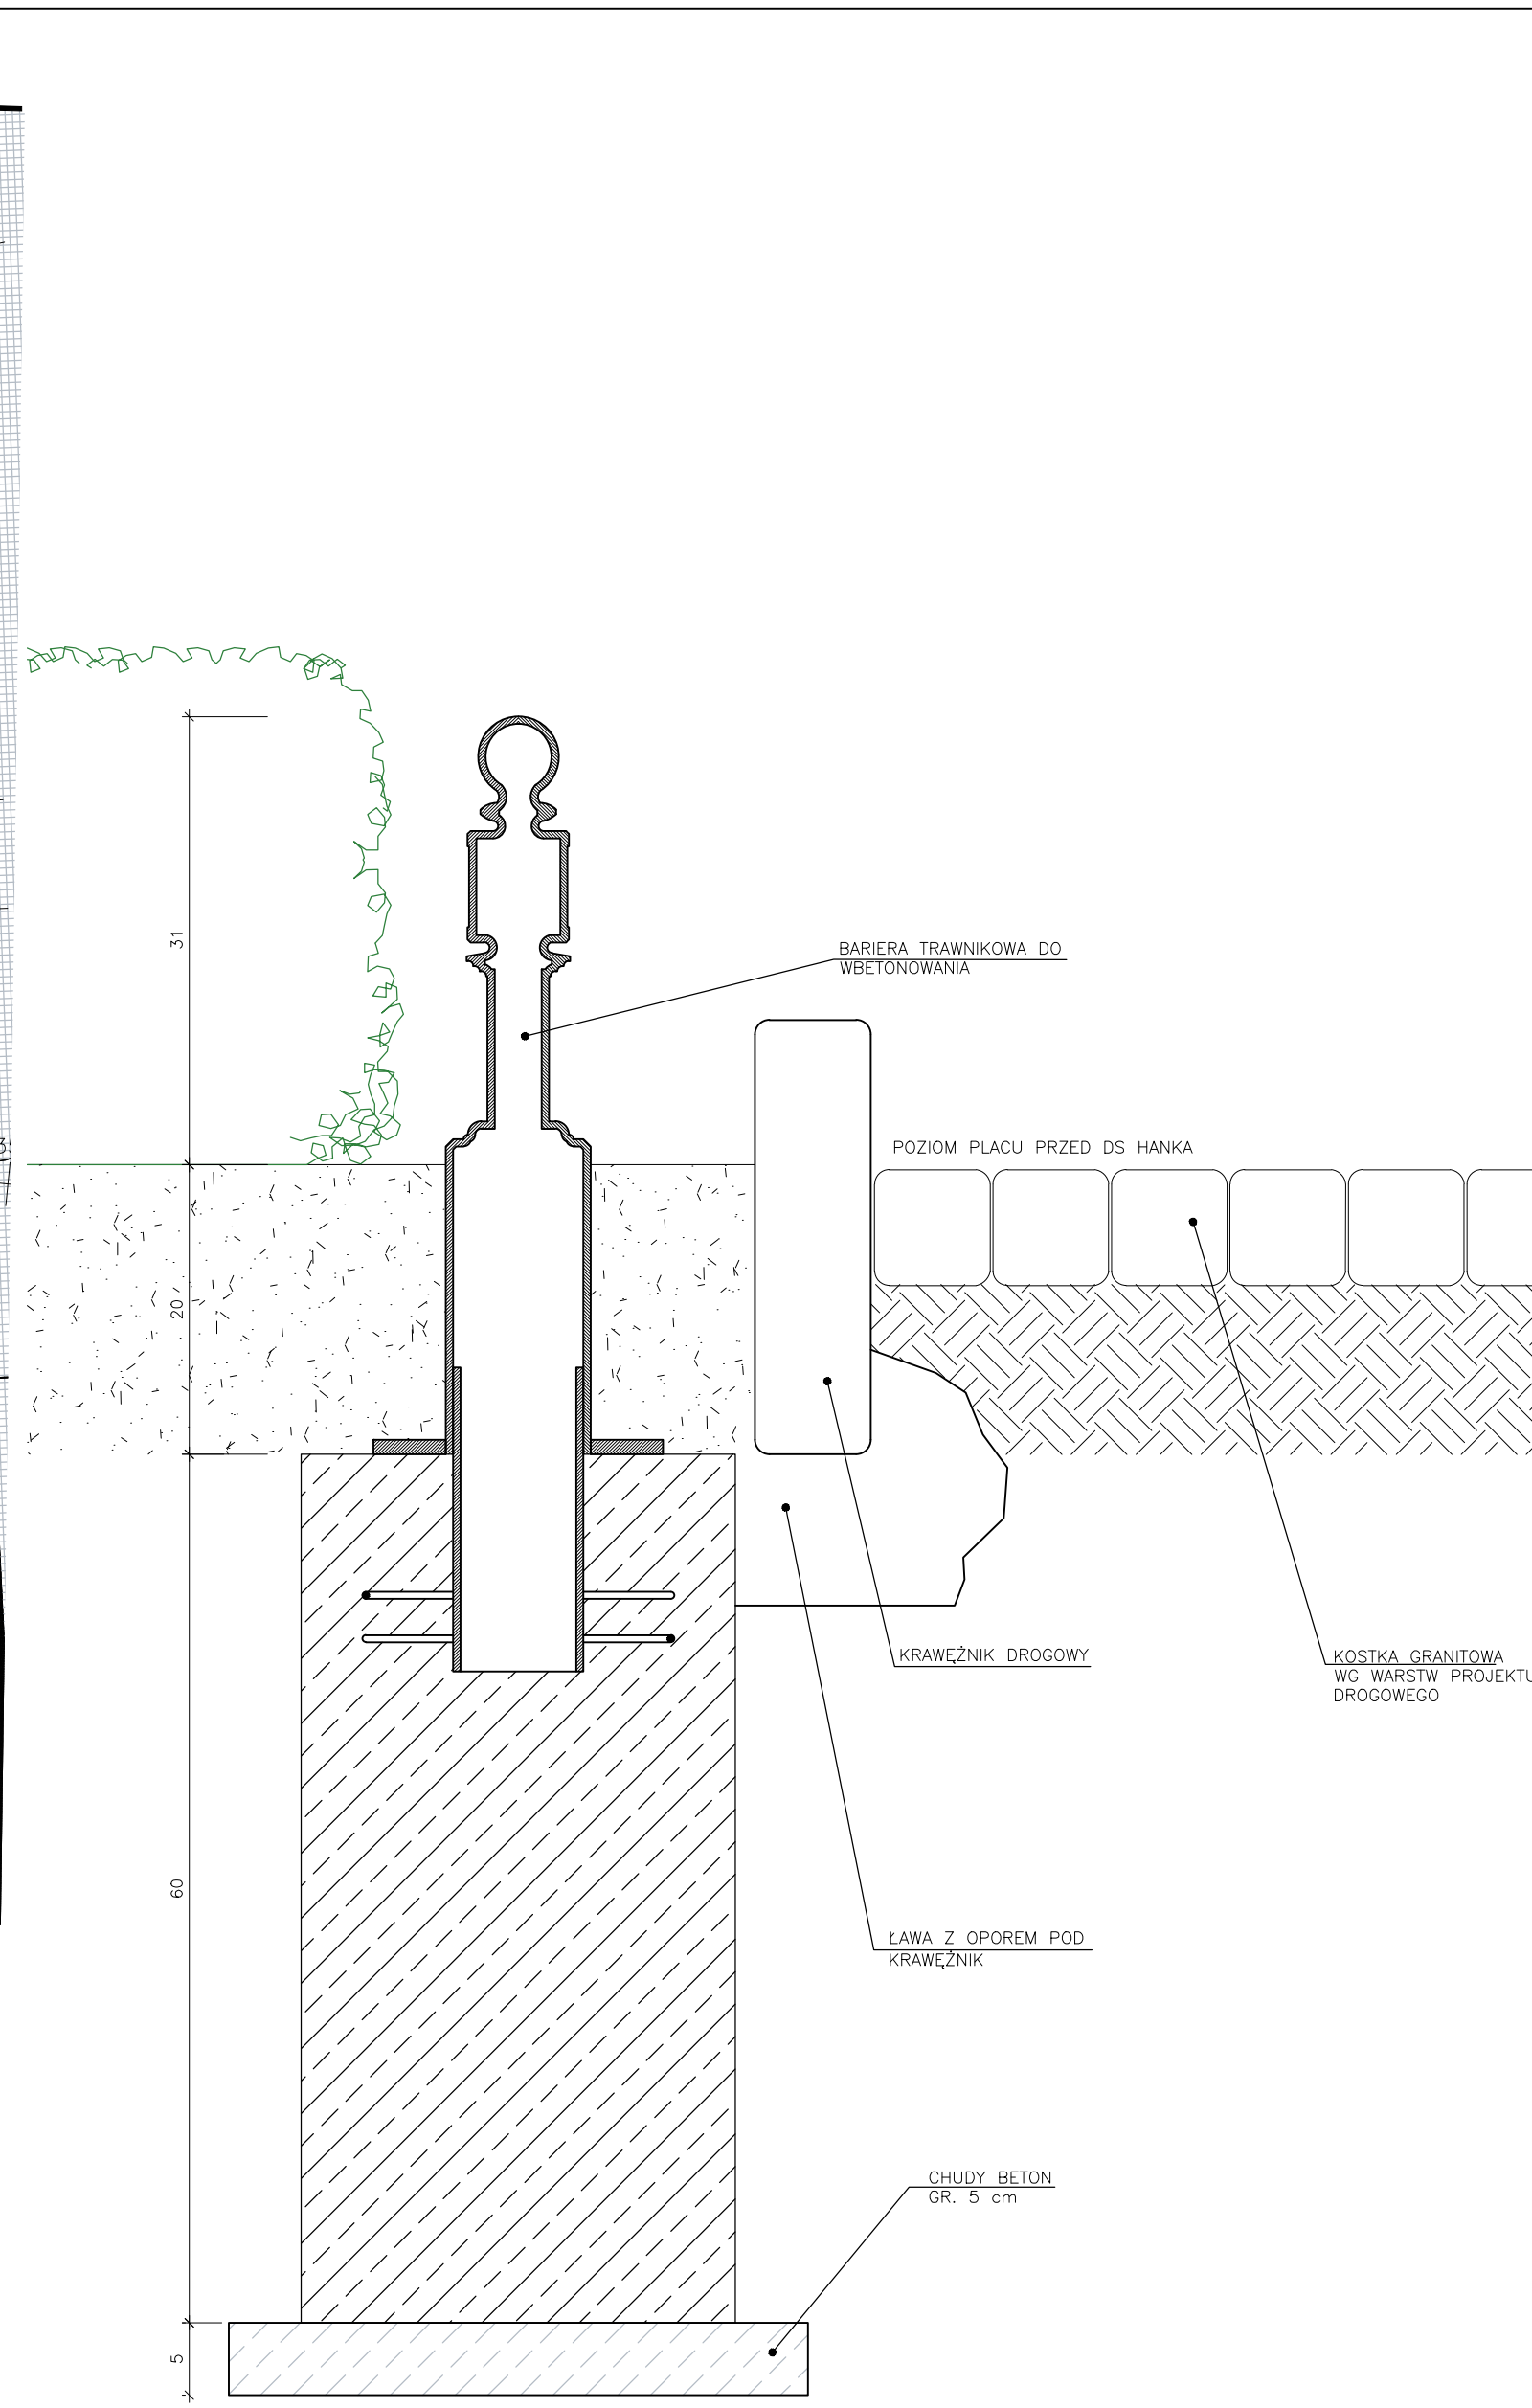 31
BARIERA TRAWNIKOWA DO
WBETONOWANIA
POZIOM PLACU PRZED DS HANKA
20
KRAWĘŻNIK DROGOWY
KOSTKA GRANITOWA
WG WARSTW PROJEKTU
DROGOWEGO
60
ŁAWA Z OPOREM POD
KRAWĘŻNIK
CHUDY BETON
GR. 5 cm
5